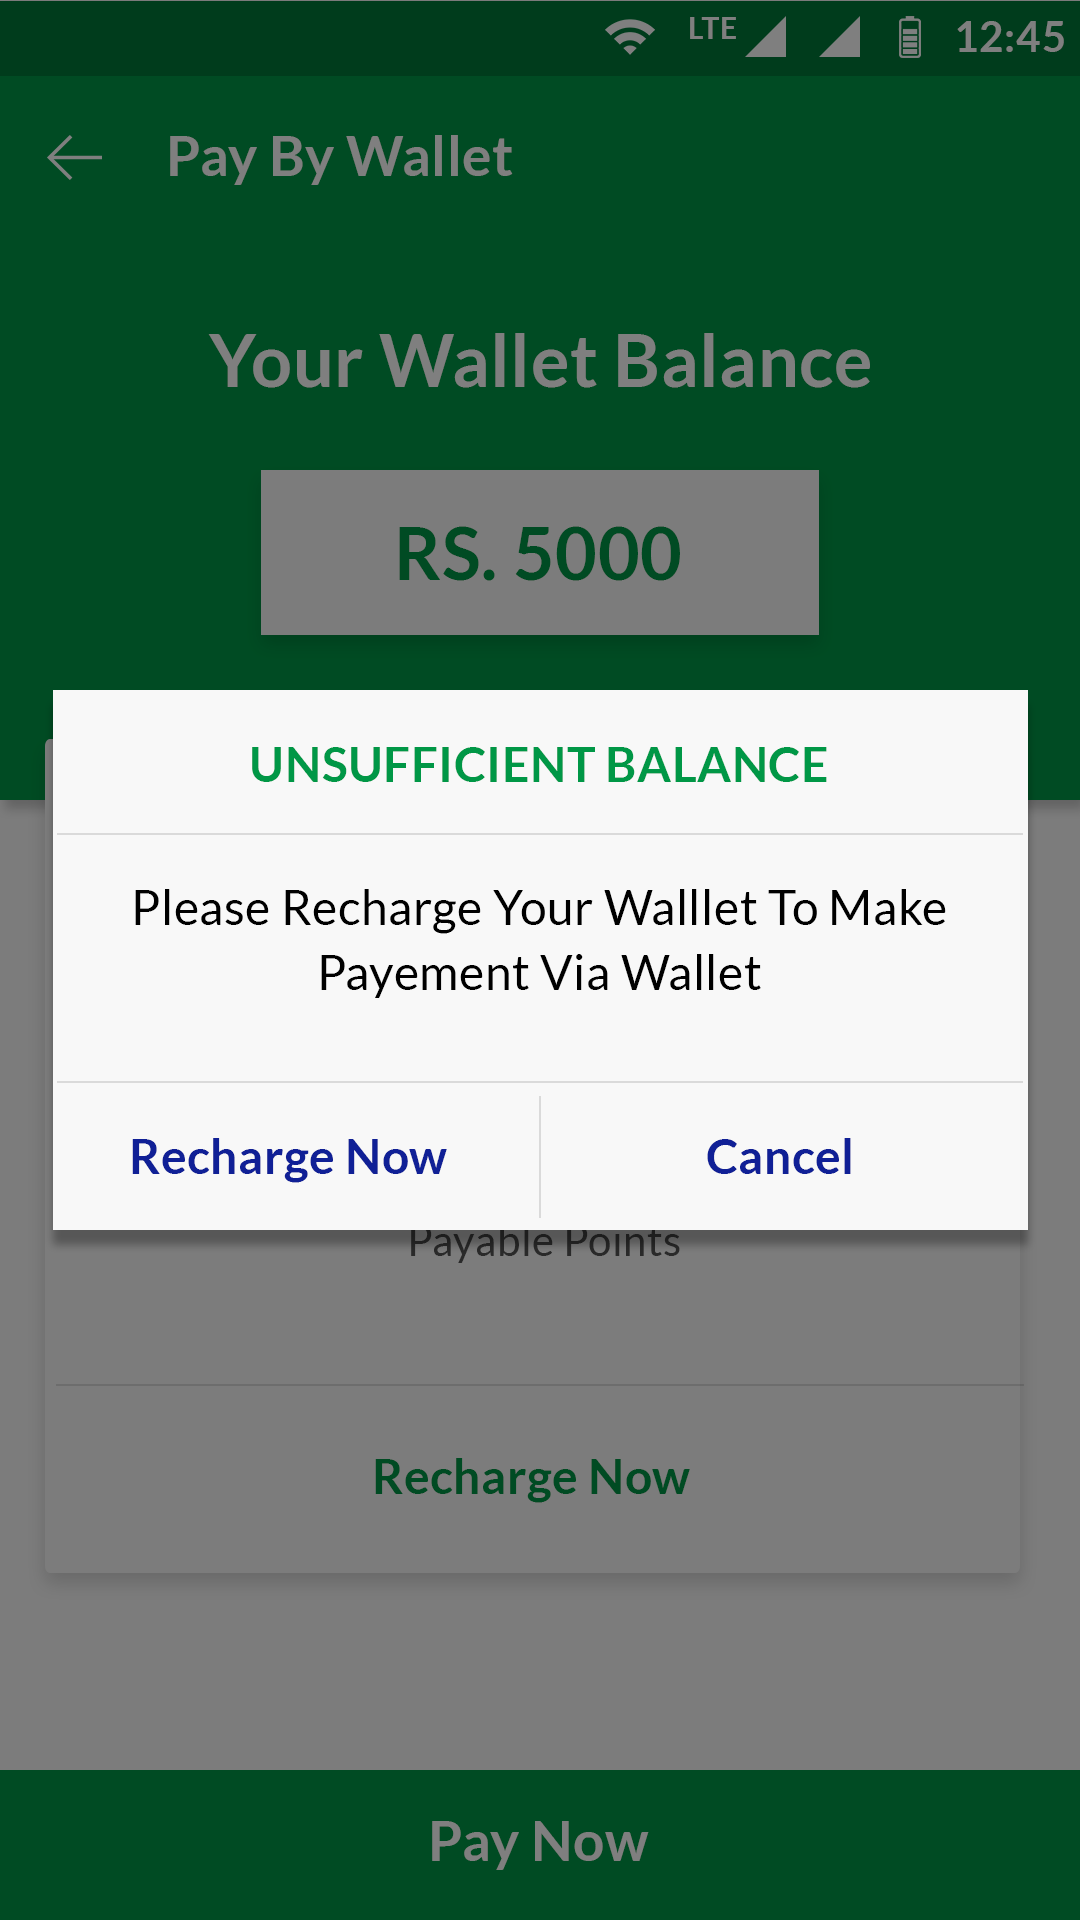 LTE 12:45
Pay By Wallet
Your Wallet Balance
RS. 5000
UNSUFFICIENT BALANCE
Please Recharge Your Walllet To Make
Payement Via Wallet
Recharge Now Cancel
Payable Points
Recharge Now
Pay Now